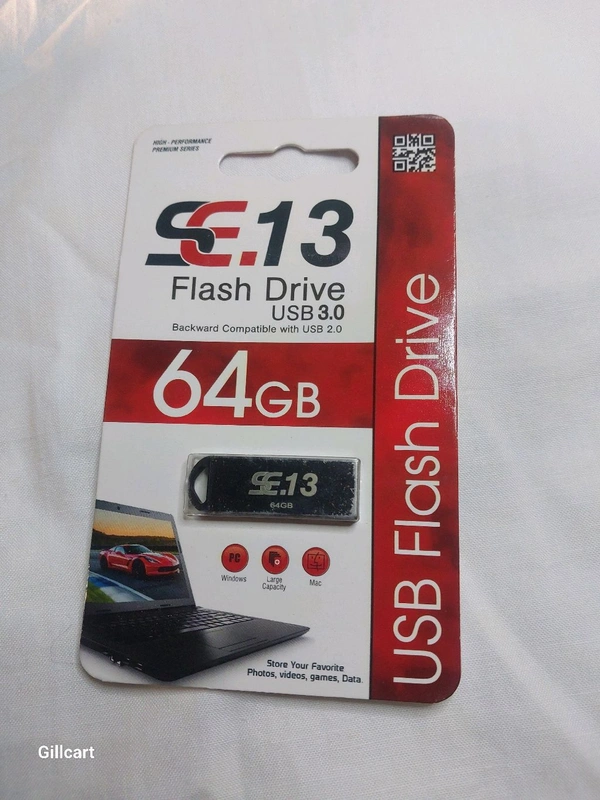 HIGH - PERFORMANCE
PREMIUM SERIES
SE.13
Flash Drive
USB 3.0
Backward Compatible with USB 2.0
64GB
SE.13
64GB
PC
Windows
Large
Capacity
Mac
Store Your Favorite
Photos, videos, games, Data.
USB Flash Drive
Gillcart